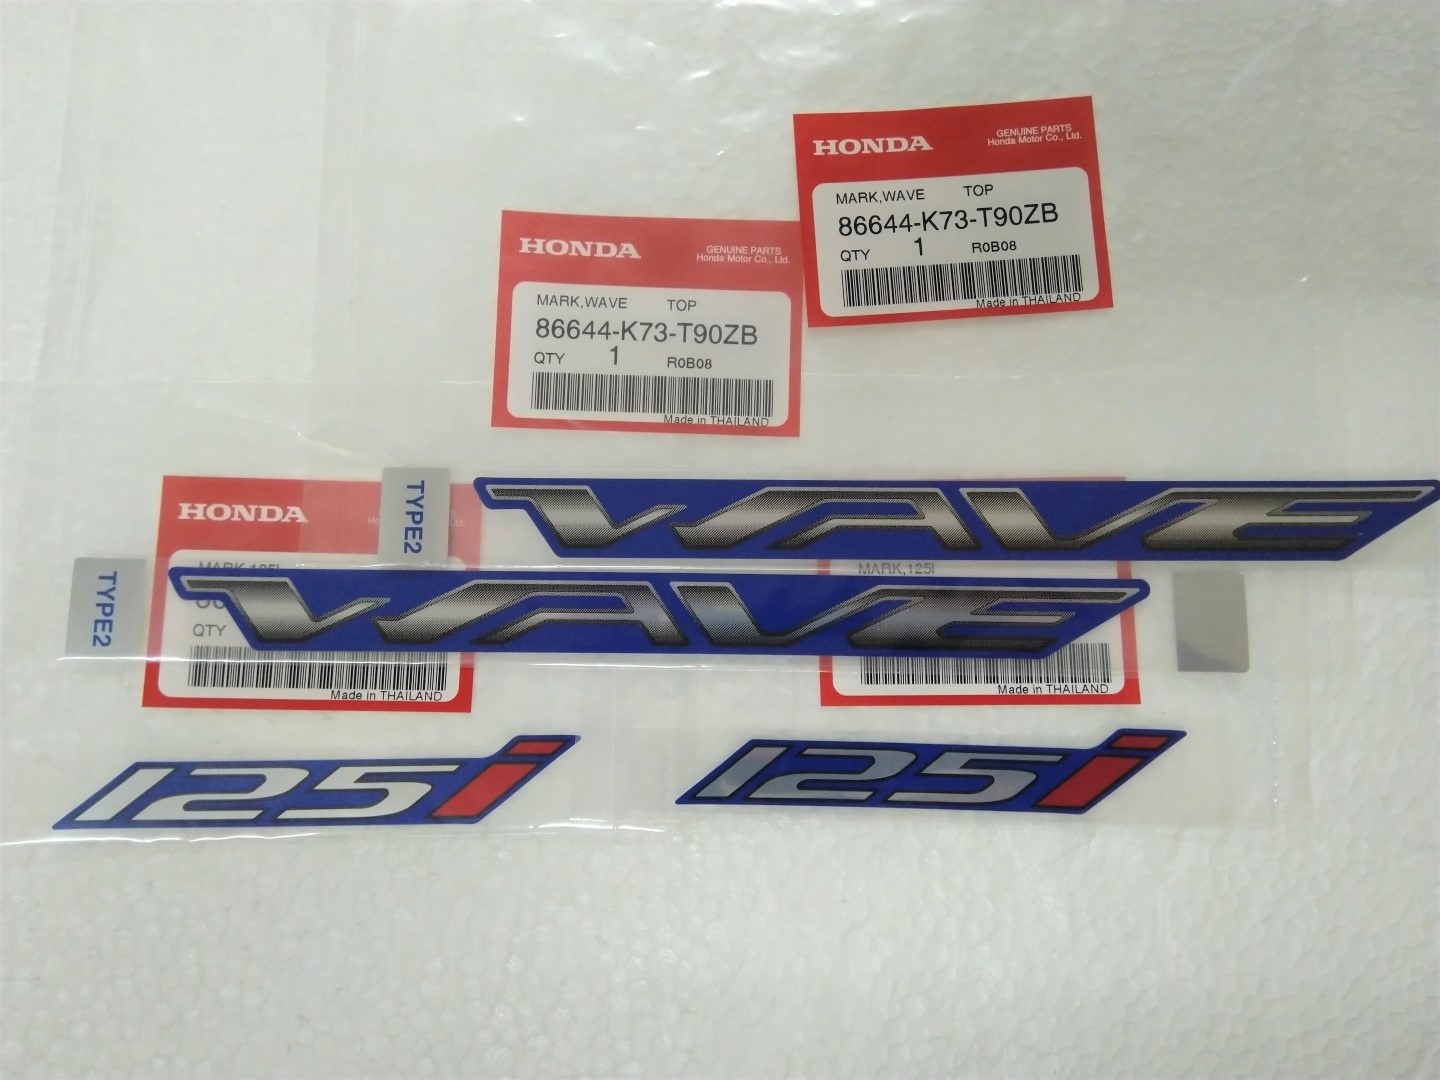 HONDA
GENUINE PARTS
Honda Motor Co., Ltd.
MARK,WAVE TOP
86644-K73-T90ZB
QTY 1 R0B08
Made in THAILAND
HONDA
GENUINE PARTS
Honda Motor Co., Ltd.
MARK,WAVE TOP
86644-K73-T90ZB
QTY 1 R0B08
Made in THAILAND
TYPE2
WAVE
HONDA
TYPE2
WAVE
MARK,125I
QTY
Made in THAILAND
MARK,125I
Made in THAILAND
125i
125i